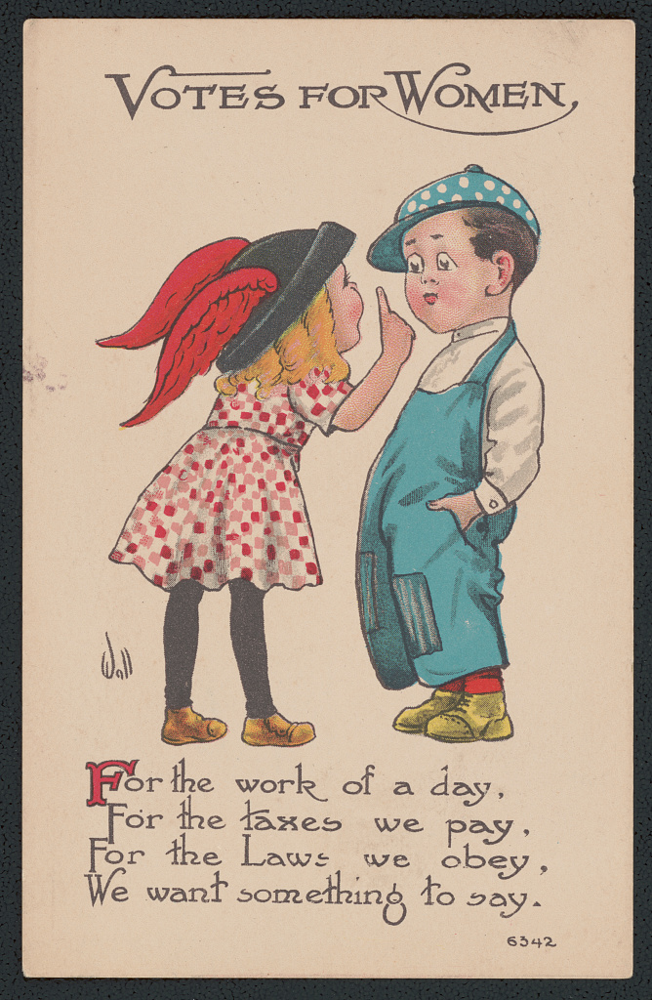 VOTES FOR WOMEN,
Wall
For the work of a day,
For the taxes we pay,
For the Laws we obey,
We want something to say.
6342